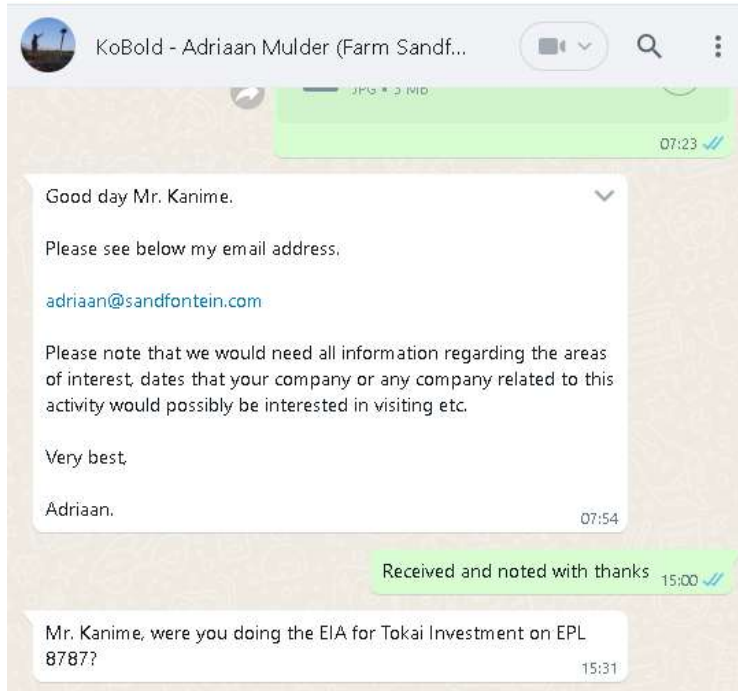 KoBold - Adriaan Mulder (Farm Sandf...
JPG • 3 MB
07:23
Good day Mr. Kanime.
Please see below my email address.
adriaan@sandfontein.com
Please note that we would need all information regarding the areas
of interest, dates that your company or any company related to this
activity would possibly be interested in visiting etc.
Very best,
Adriaan.
07:54
Received and noted with thanks 15:00
Mr. Kanime, were you doing the EIA for Tokai Investment on EPL
8787?
15:31